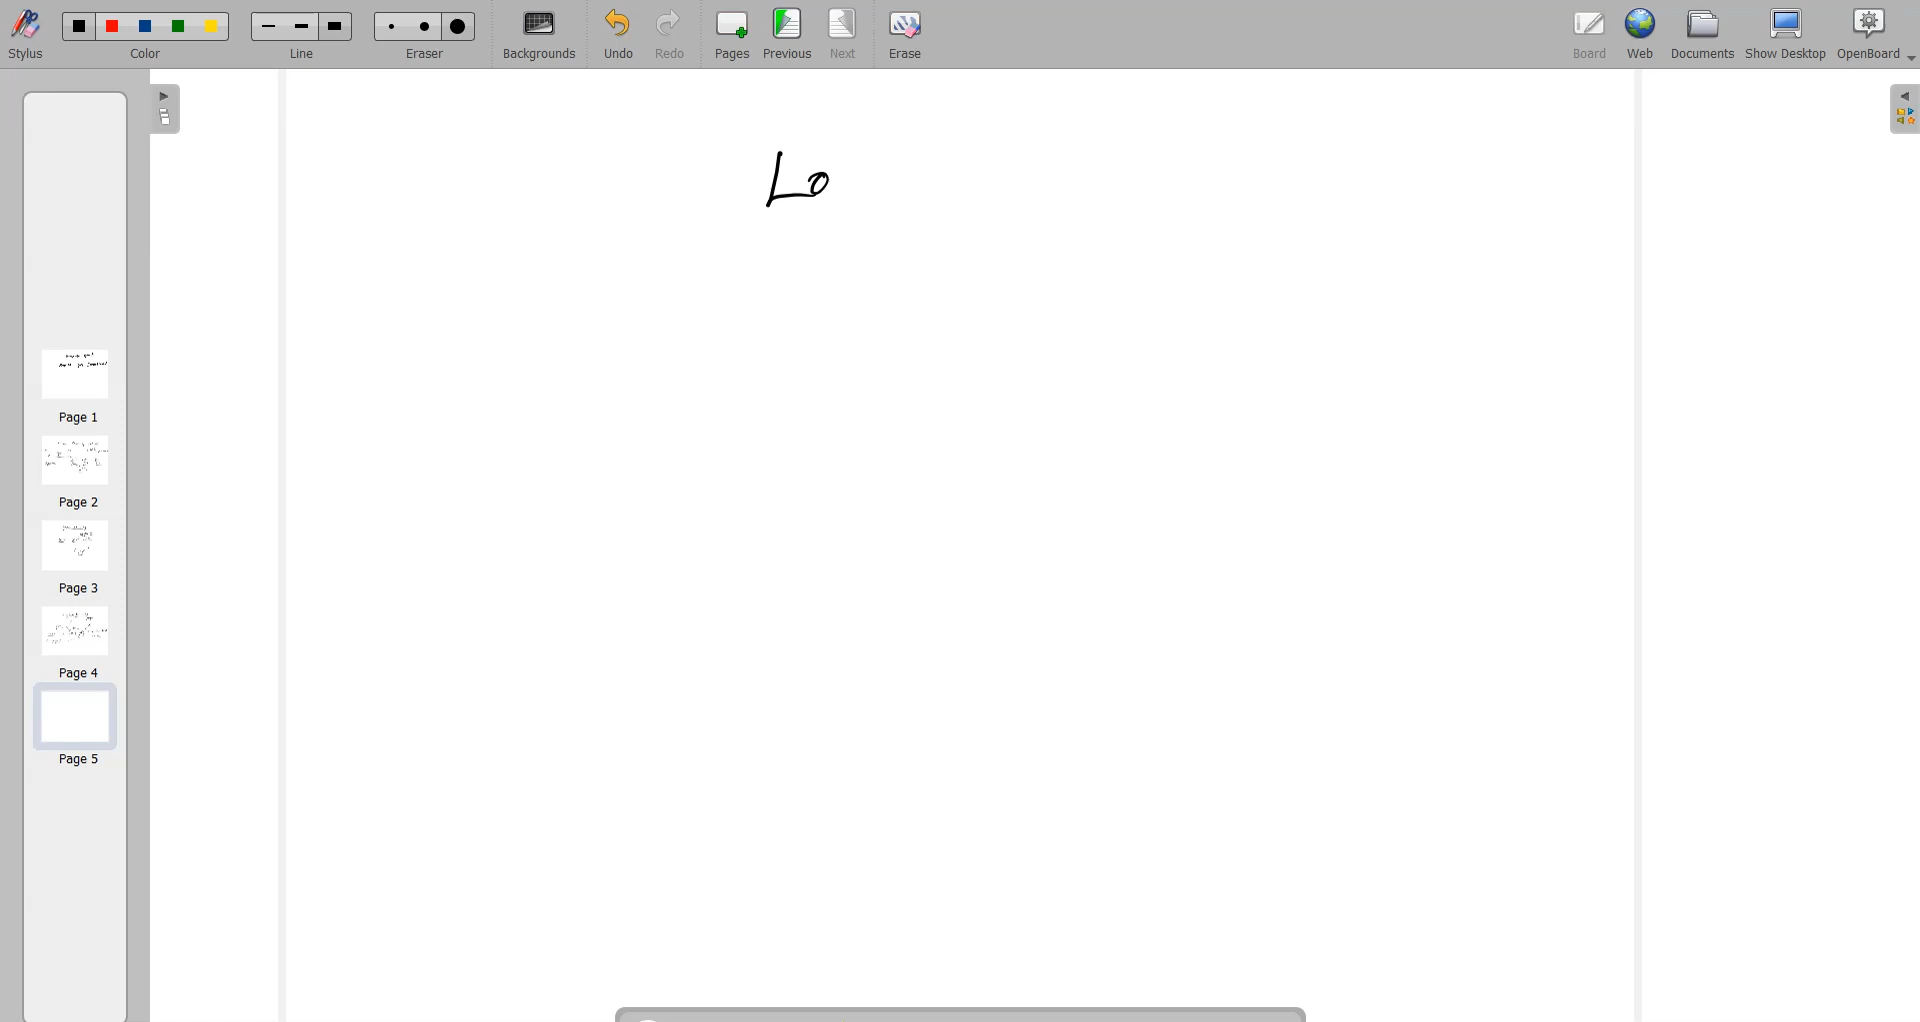 Stylus
Color
Line
Eraser
Backgrounds
Undo
Redo
Pages
Previous
Next
Erase
Board
Web
Documents
Show Desktop
OpenBoard
Lo
Page 1
Page 2
Page 3
Page 4
Page 5